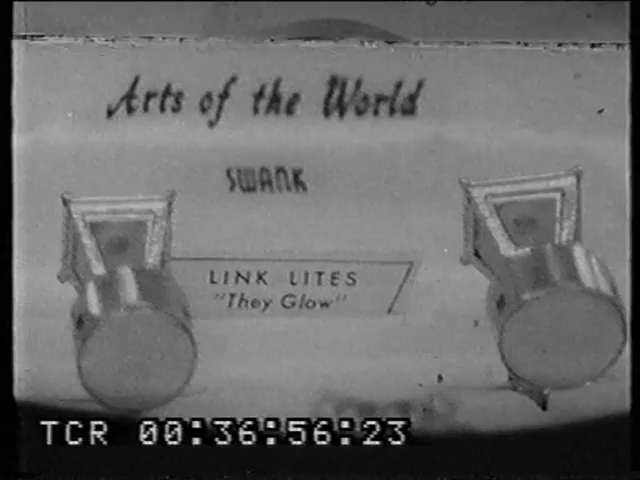 Arts of the World
SWANK
LINK LITES
"They Glow"
TCR 00:36:56:23